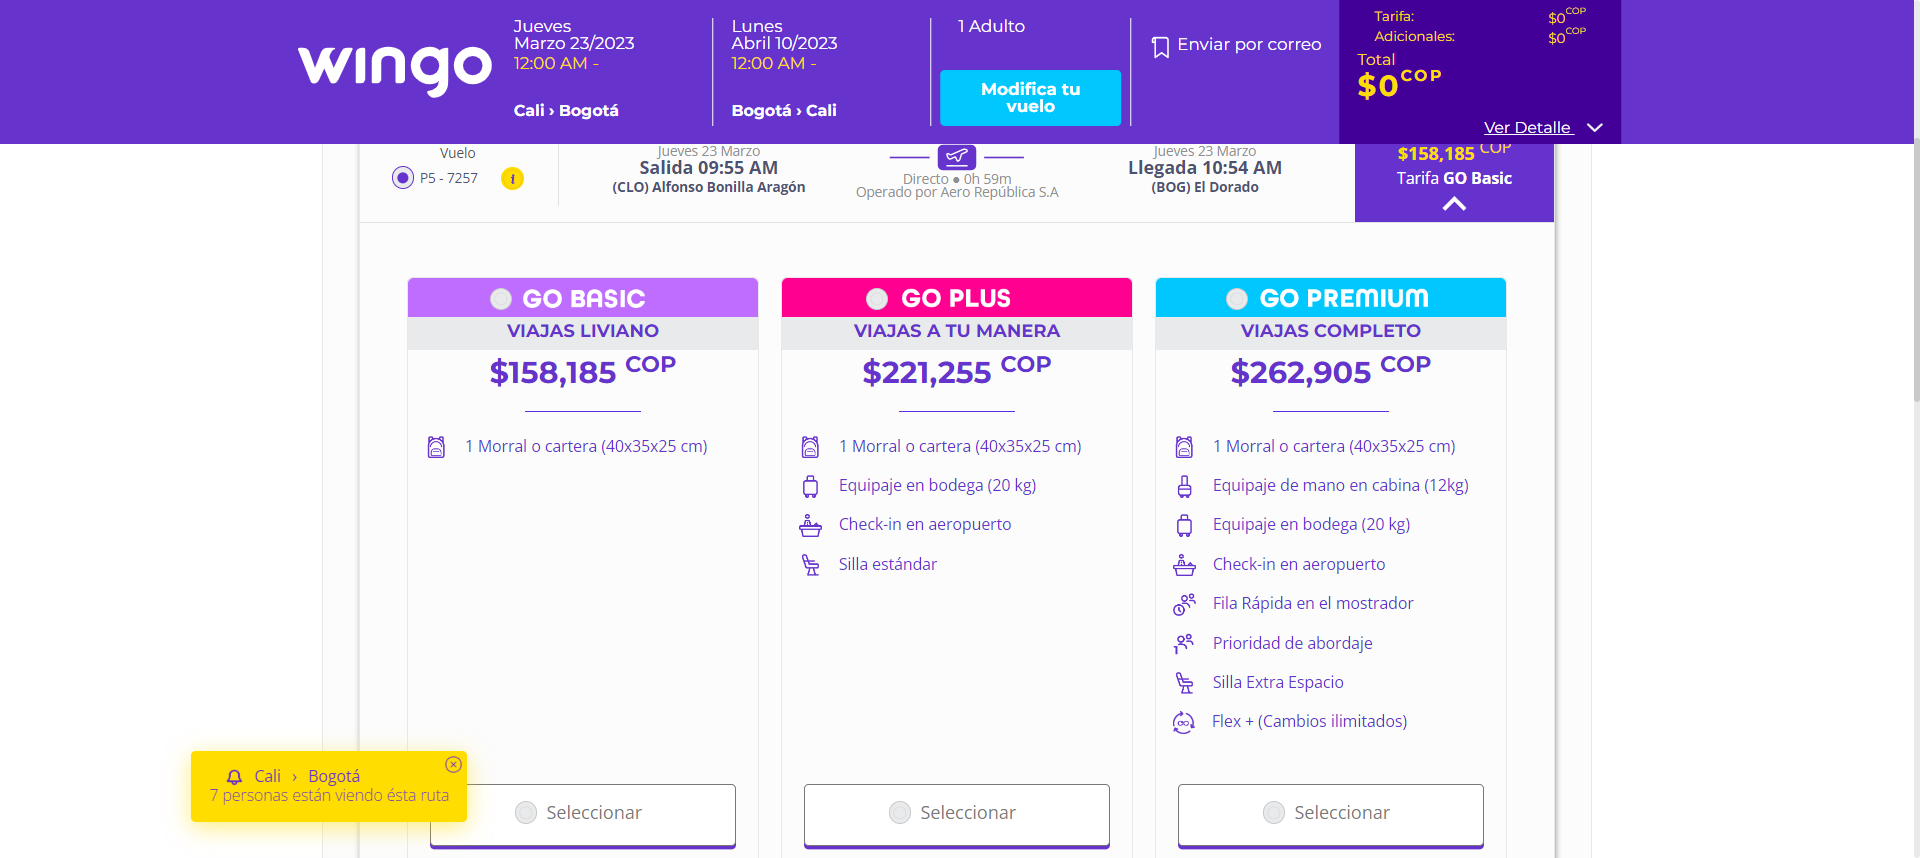 wingo
Jueves
Marzo 23/2023
12:00 AM -
Cali › Bogotá
Lunes
Abril 10/2023
12:00 AM -
Bogotá › Cali
1 Adulto
Modifica tu
vuelo
Enviar por correo
Tarifa: $0 COP
Adicionales: $0 COP
Total
$0 COP
Ver Detalle
Vuelo
P5 - 7257
i
Jueves 23 Marzo
Salida 09:55 AM
(CLO) Alfonso Bonilla Aragón
Directo ● 0h 59m
Operado por Aero República S.A
Jueves 23 Marzo
Llegada 10:54 AM
(BOG) El Dorado
$158,185 COP
Tarifa GO Basic
GO BASIC
VIAJAS LIVIANO
$158,185 COP
1 Morral o cartera (40x35x25 cm)
Seleccionar
GO PLUS
VIAJAS A TU MANERA
$221,255 COP
1 Morral o cartera (40x35x25 cm)
Equipaje en bodega (20 kg)
Check-in en aeropuerto
Silla estándar
Seleccionar
GO PREMIUM
VIAJAS COMPLETO
$262,905 COP
1 Morral o cartera (40x35x25 cm)
Equipaje de mano en cabina (12kg)
Equipaje en bodega (20 kg)
Check-in en aeropuerto
Fila Rápida en el mostrador
Prioridad de abordaje
Silla Extra Espacio
Flex + (Cambios ilimitados)
Seleccionar
Cali › Bogotá
7 personas están viendo ésta ruta